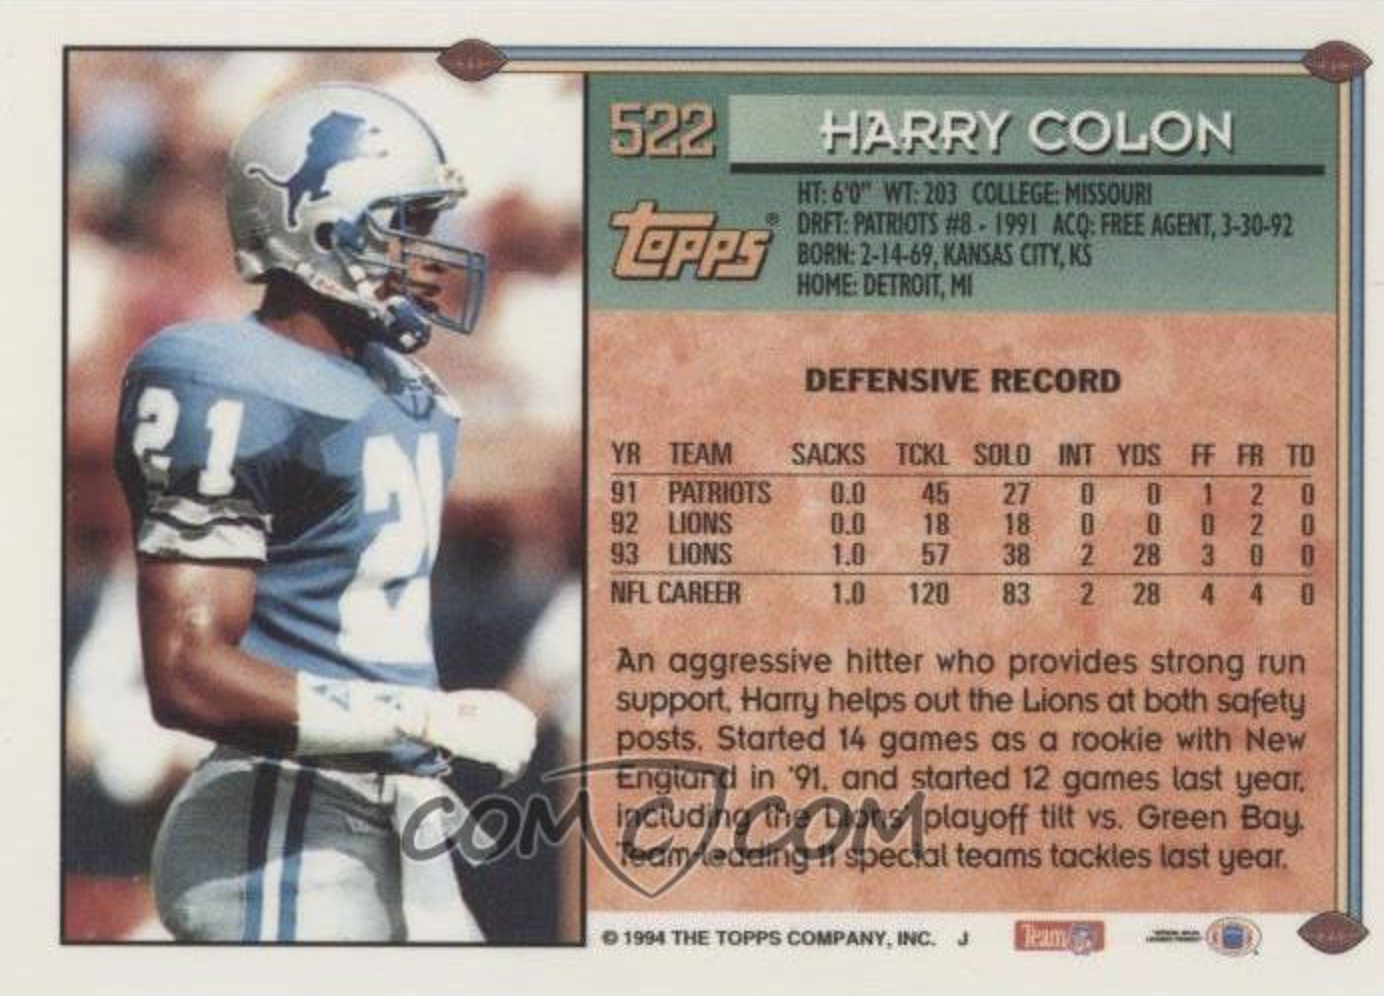 522
HARRY COLON
Topps®
HT: 6'0" WT: 203 COLLEGE: MISSOURI
DRFT: PATRIOTS #8 - 1991 ACQ: FREE AGENT, 3-30-92
BORN: 2-14-69, KANSAS CITY, KS
HOME: DETROIT, MI
21
21
DEFENSIVE RECORD
YR TEAM SACKS TCKL SOLO INT YDS FF FR TD
91 PATRIOTS 0.0 45 27 0 0 1 2 0
92 LIONS 0.0 18 18 0 0 0 2 0
93 LIONS 1.0 57 38 2 28 3 0 0
NFL CAREER 1.0 120 83 2 28 4 4 0
An aggressive hitter who provides strong run
support, Harry helps out the Lions at both safety
posts. Started 14 games as a rookie with New
England in '91, and started 12 games last year,
including the Lions' playoff tilt vs. Green Bay.
Team-leading 11 special teams tackles last year.
COMC.COM
© 1994 THE TOPPS COMPANY, INC. J
Team